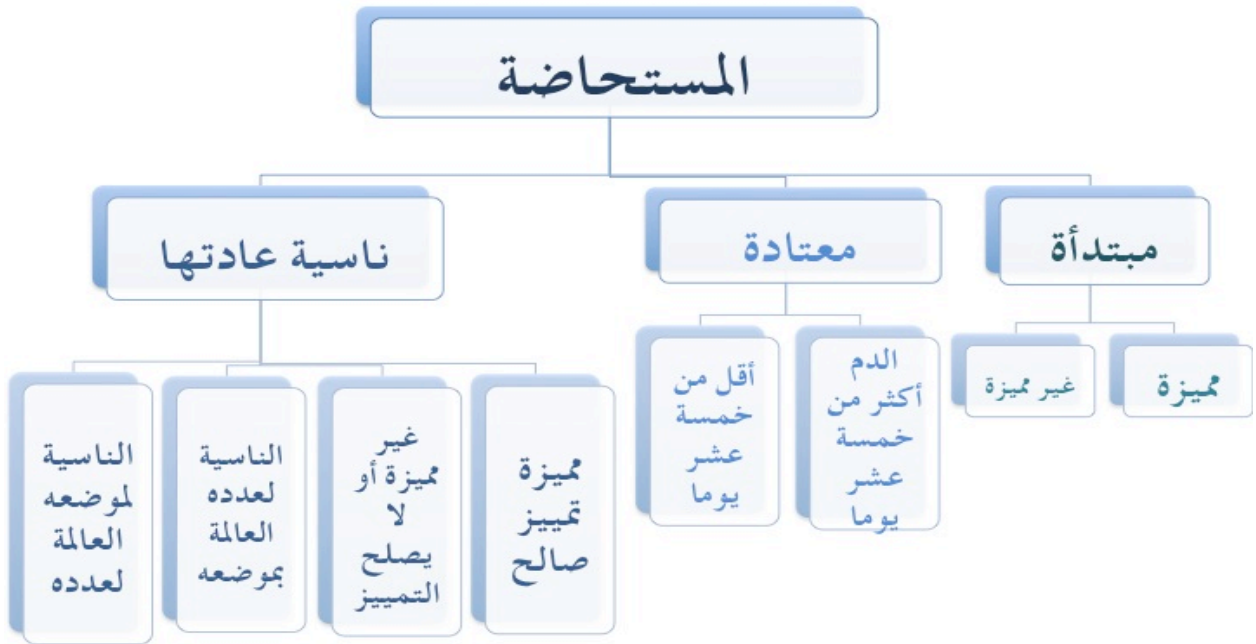 المستحاضة
مبتدأة
معتادة
ناسية عادتها
مميزة
غير مميزة
الدم
أكثر من
خمسة
عشر
يوما
أقل من
خمسة
عشر
يوما
مميزة
تمييز
صالح
غير
مميزة أو
لا
يصلح
التمييز
الناسية
لعدده
العالمة
بموضعه
الناسية
لموضعه
العالمة
لعدده